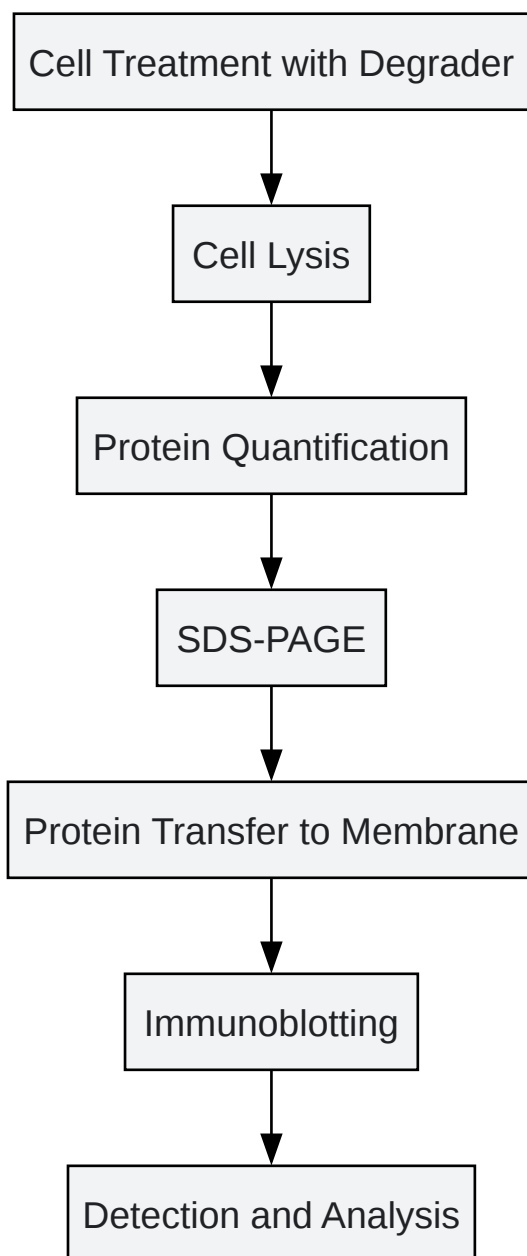 Cell Treatment with Degrader
Cell Lysis
Protein Quantification
SDS-PAGE
Protein Transfer to Membrane
Immunoblotting
Detection and Analysis